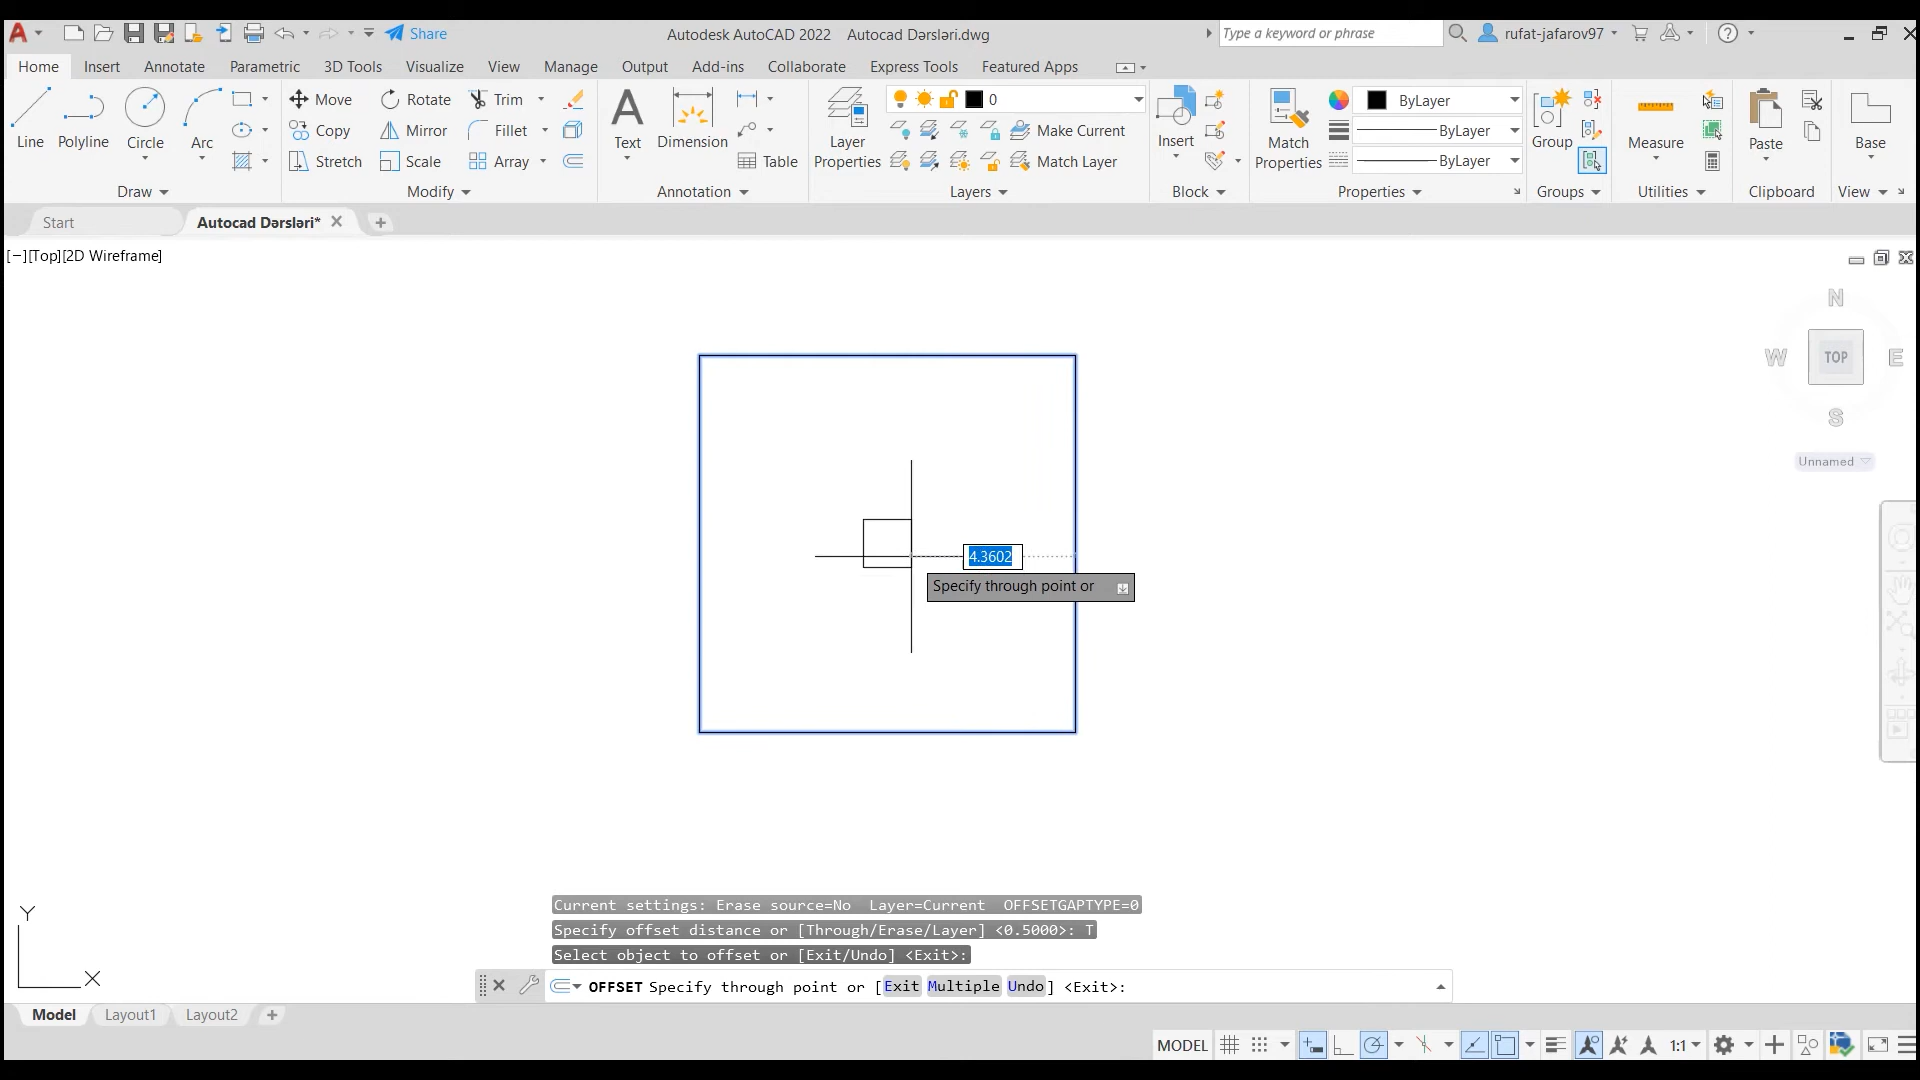 Share
Autodesk AutoCAD 2022 Autocad Dərsləri.dwg
Type a keyword or phrase
rufat-jafarov97
Home Insert Annotate Parametric 3D Tools Visualize View Manage Output Add-ins Collaborate Express Tools Featured Apps
Line Polyline Circle Arc
Move Rotate Trim
Copy Mirror Fillet
Stretch Scale Array
Text Dimension Table
Layer Properties
0
Make Current
Match Layer
Insert
Match Properties
ByLayer
ByLayer
ByLayer
Group
Measure
Paste
Base
Draw Modify Annotation Layers Block Properties Groups Utilities Clipboard View
Start Autocad Dərsləri*
[−][Top][2D Wireframe]
N
W TOP E
S
Unnamed
4.3602
Specify through point or
Y
X
Current settings: Erase source=No Layer=Current OFFSETGAPTYPE=0
Specify offset distance or [Through/Erase/Layer] <0.5000>: T
Select object to offset or [Exit/Undo] <Exit>:
OFFSET Specify through point or [Exit Multiple Undo] <Exit>:
Model Layout1 Layout2
MODEL 1:1